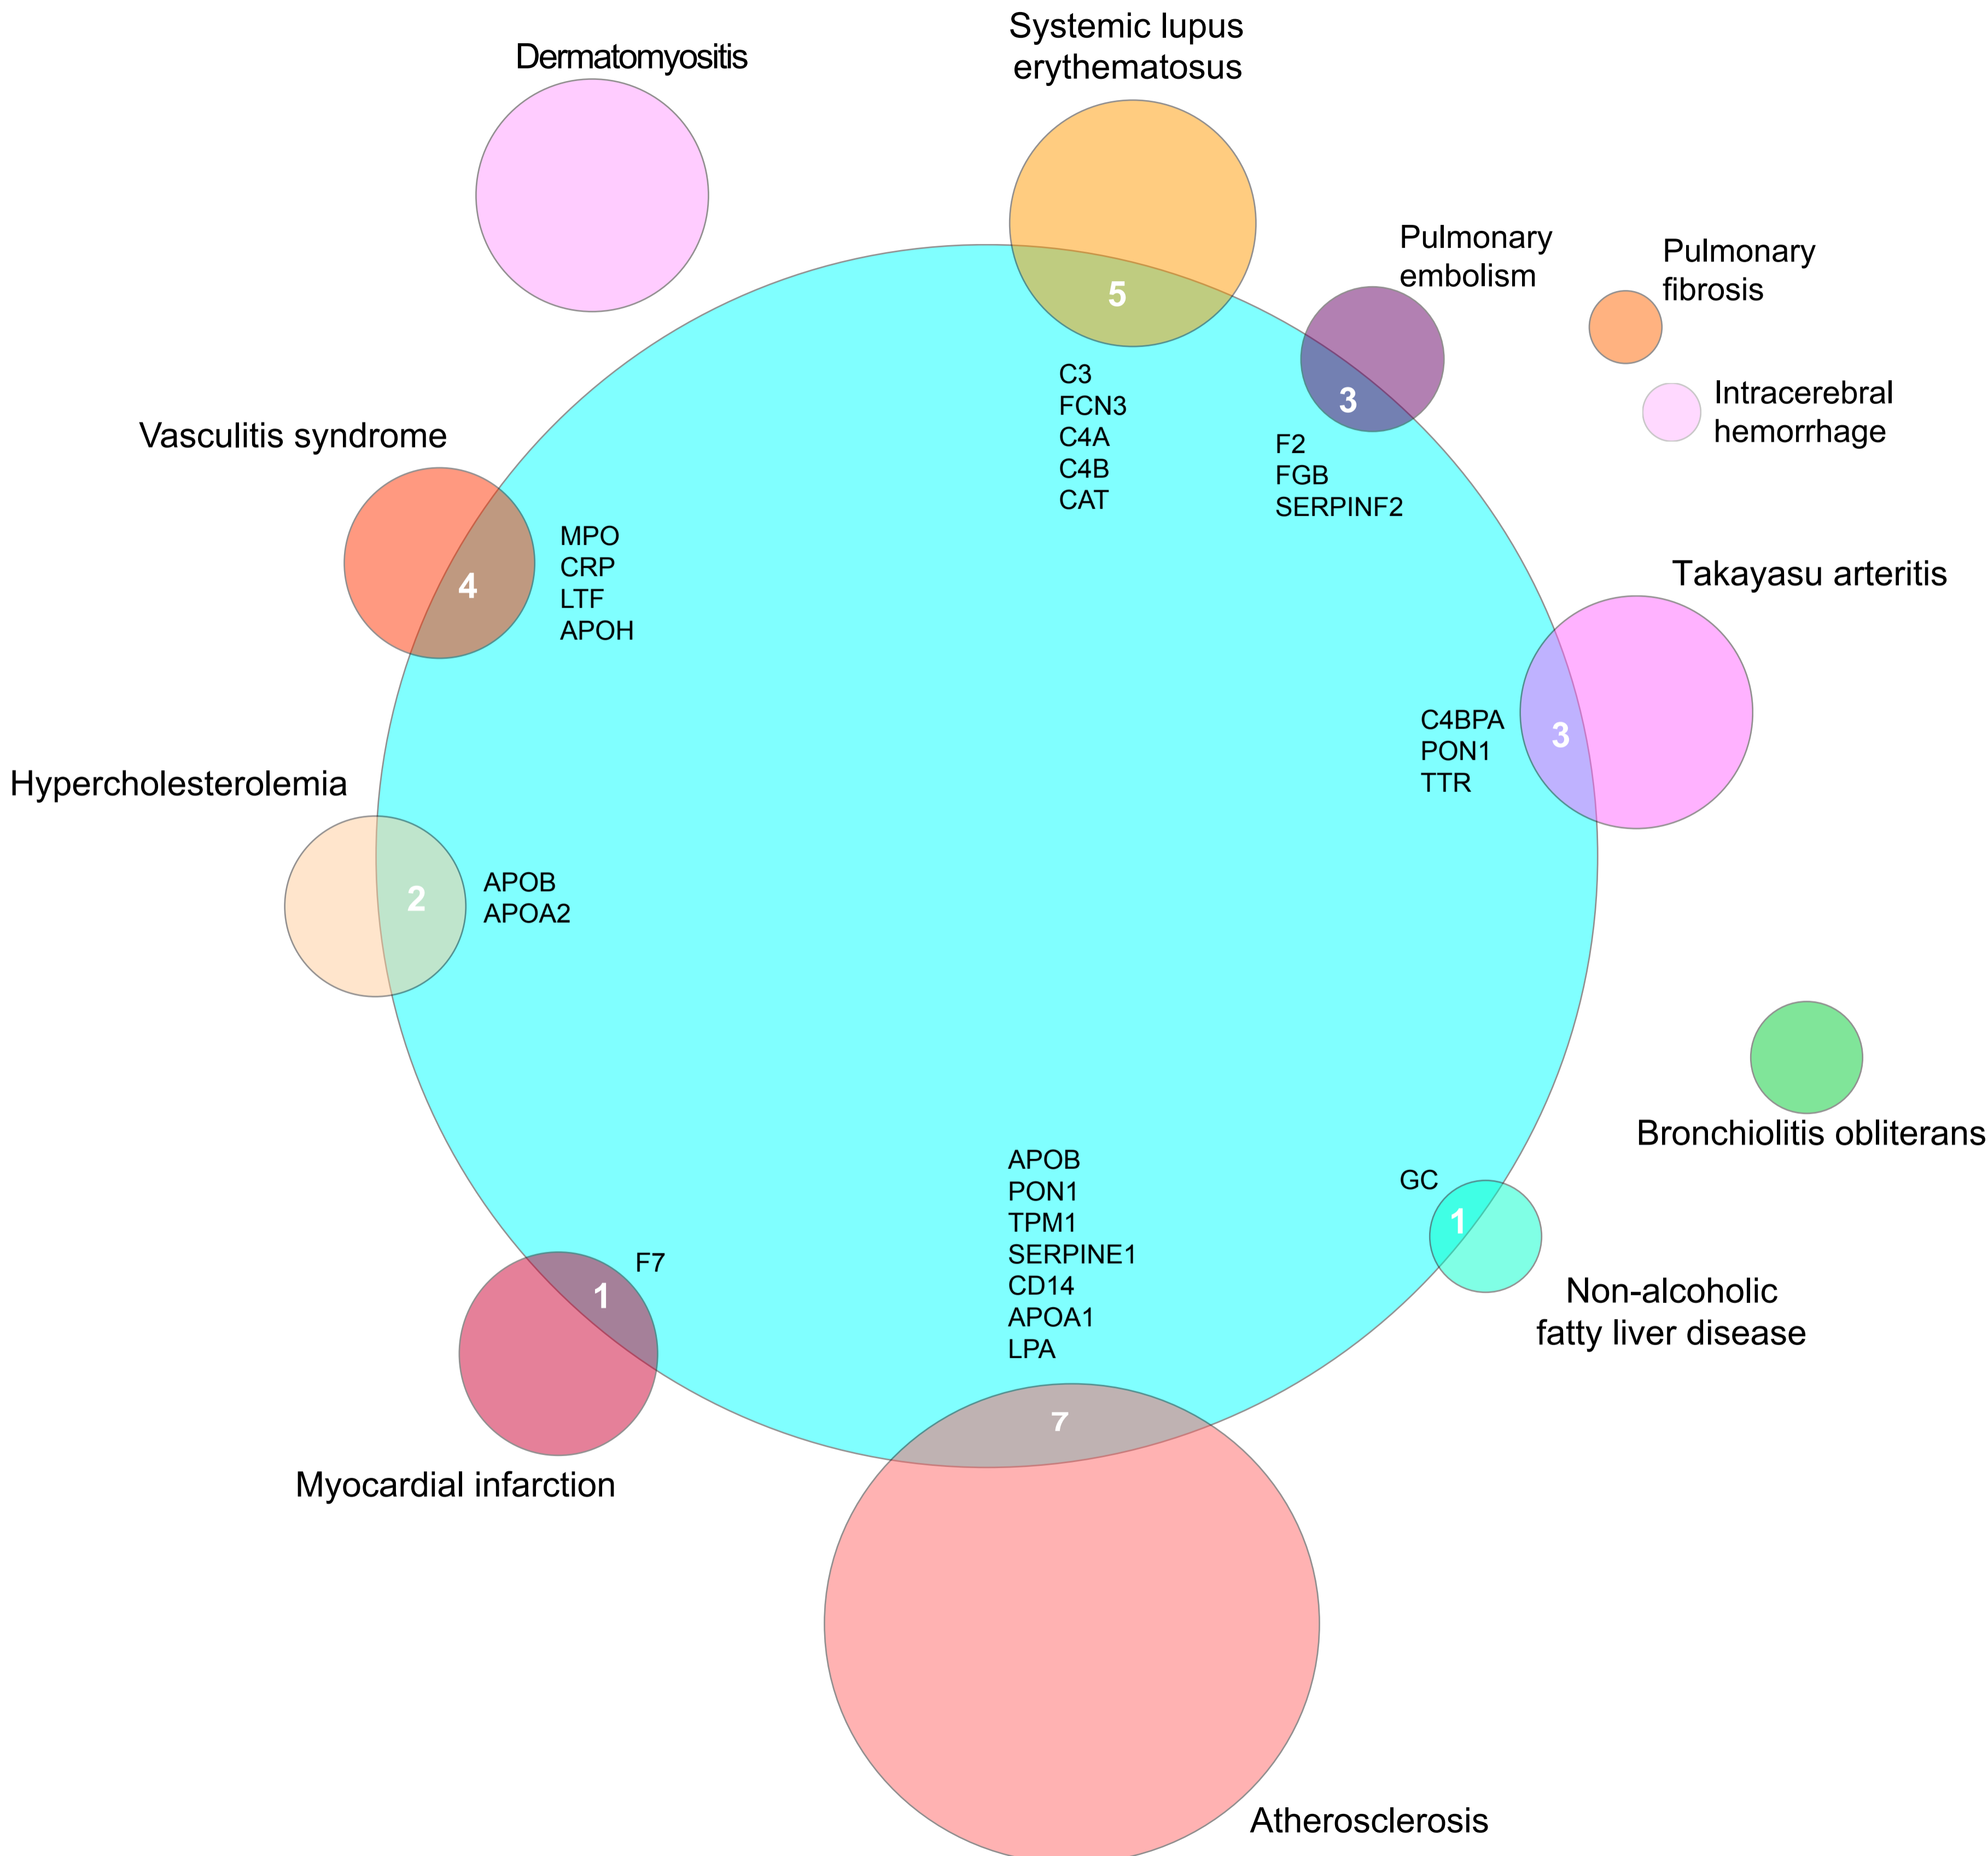 Systemic lupus
erythematosus
Dermatomyositis
Pulmonary
embolism
Pulmonary
fibrosis
5
3
Intracerebral
hemorrhage
C3
FCN3
C4A
C4B
CAT
F2
FGB
SERPINF2
Vasculitis syndrome
4
MPO
CRP
LTF
APOH
Takayasu arteritis
C4BPA
PON1
TTR
3
Hypercholesterolemia
2
APOB
APOA2
Bronchiolitis obliterans
APOB
PON1
TPM1
SERPINE1
CD14
APOA1
LPA
GC
1
Non-alcoholic
fatty liver disease
F7
1
Myocardial infarction
7
Atherosclerosis